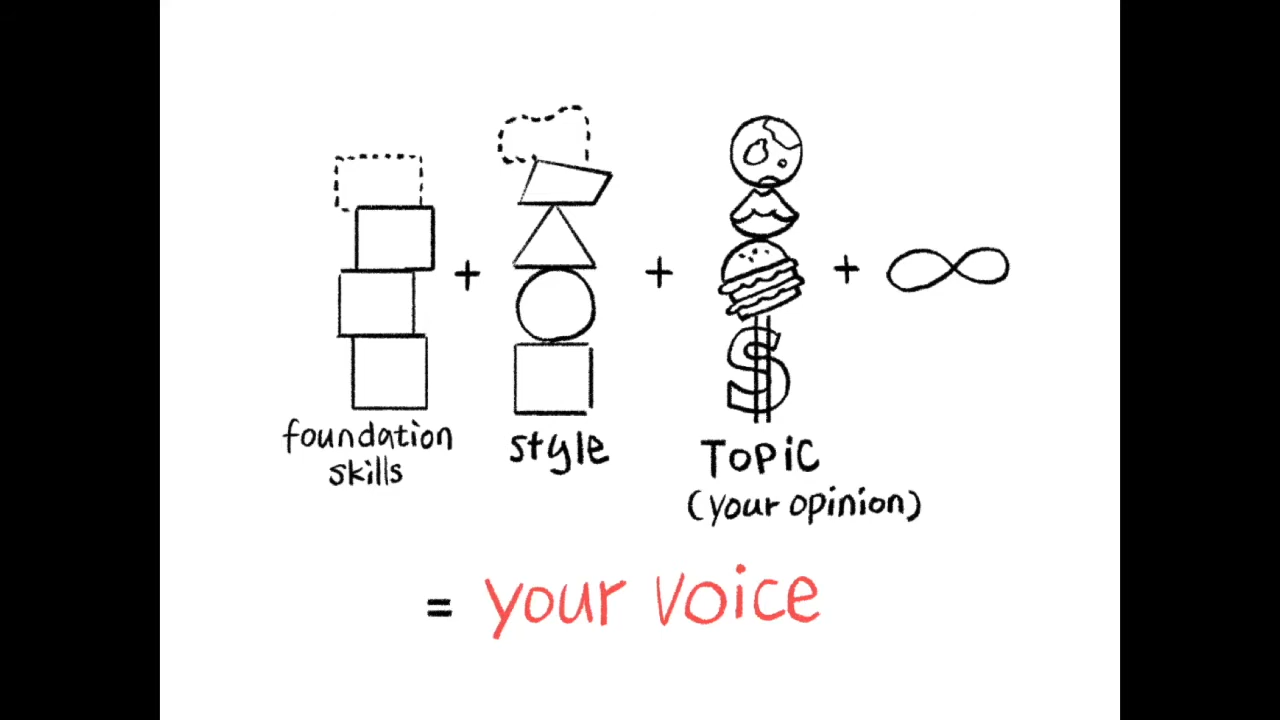 + + + ∞
foundation
skills
style
TOPIC
(your opinion)
= your voice